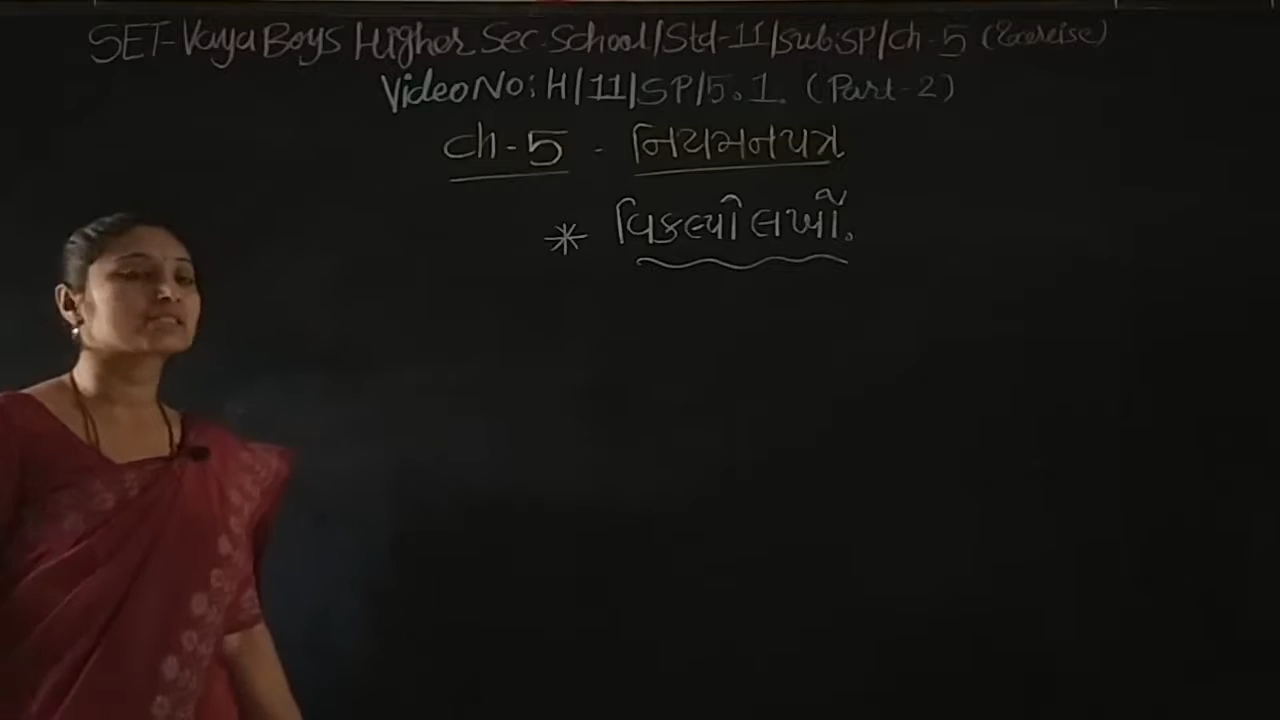 SET-Vaya Boys Higher Sec. School/Std-11/Sub:SP/ch-5 (Exercise)
Video No: H/11/SP/5.1. (Part-2)
Ch-5 - નિયમનપત્ર
* વિકલ્પો લખો.